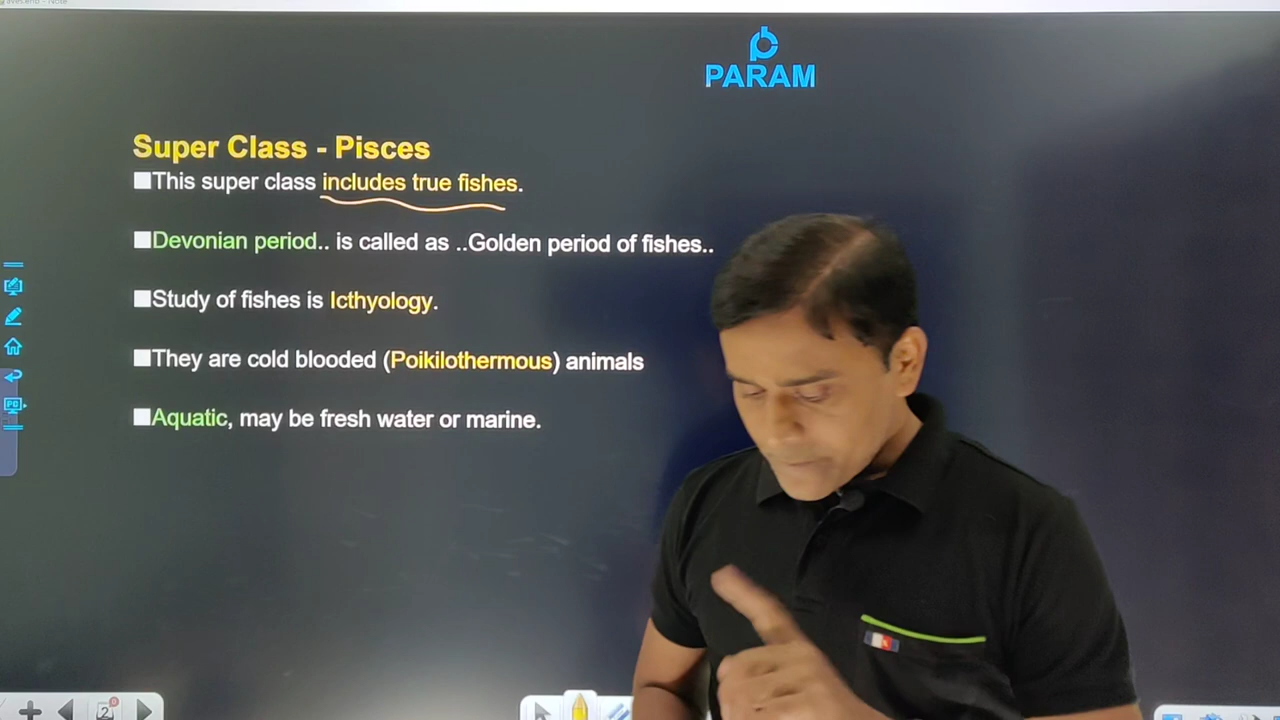 PARAM
Super Class - Pisces
This super class includes true fishes.
Devonian period.. is called as ..Golden period of fishes..
Study of fishes is Icthyology.
They are cold blooded (Poikilothermous) animals
Aquatic, may be fresh water or marine.
2